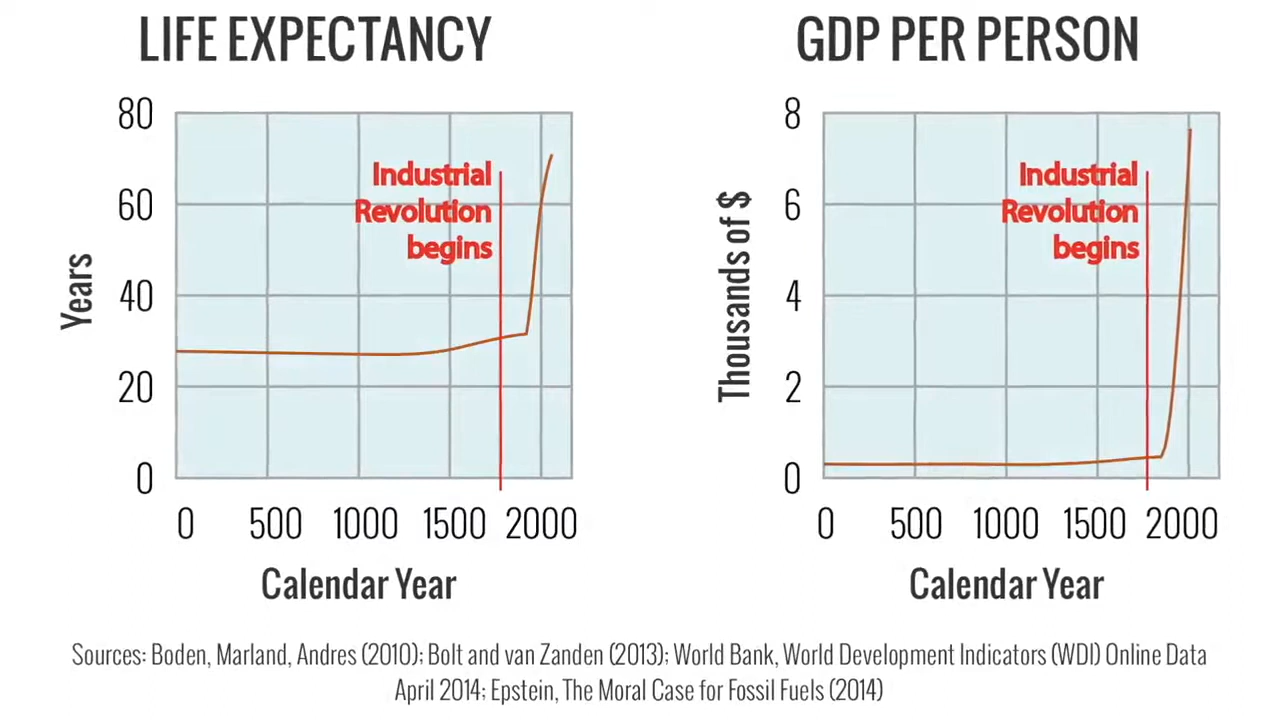 LIFE EXPECTANCY
80
60
40
20
0
Years
Industrial
Revolution
begins
0 500 1000 1500 2000
Calendar Year
GDP PER PERSON
8
6
4
2
0
Thousands of $
Industrial
Revolution
begins
0 500 1000 1500 2000
Calendar Year
Sources: Boden, Marland, Andres (2010); Bolt and van Zanden (2013); World Bank, World Development Indicators (WDI) Online Data
April 2014; Epstein, The Moral Case for Fossil Fuels (2014)